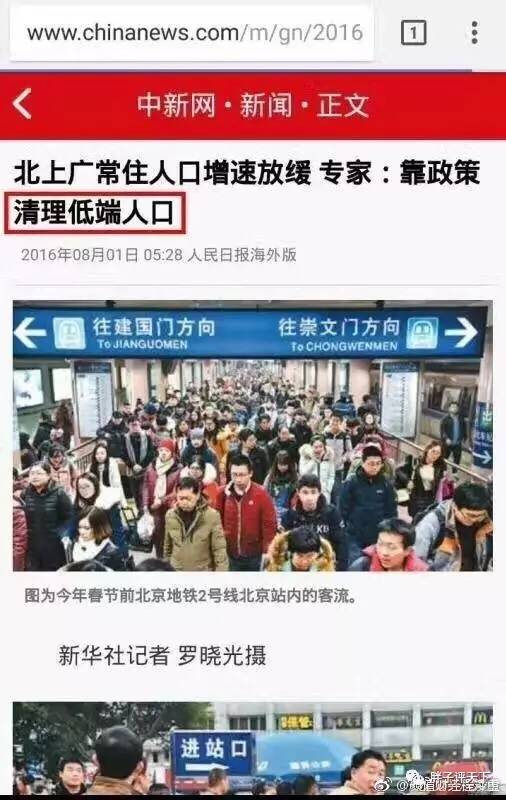 www.chinanews.com/m/gn/2016
1
中新网·新闻·正文
北上广常住人口增速放缓 专家：靠政策
清理低端人口
2016年08月01日 05:28 人民日报海外版
往建国门方向
TO JIANGUOMEN
往崇文门方向
TO CHONGWENMEN
图为今年春节前北京地铁2号线北京站内的客流。
新华社记者 罗晓光摄
进站口
胖子评天下